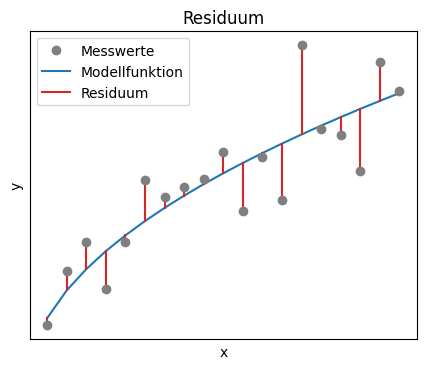 Residuum
Messwerte
Modellfunktion
Residuum
y
x